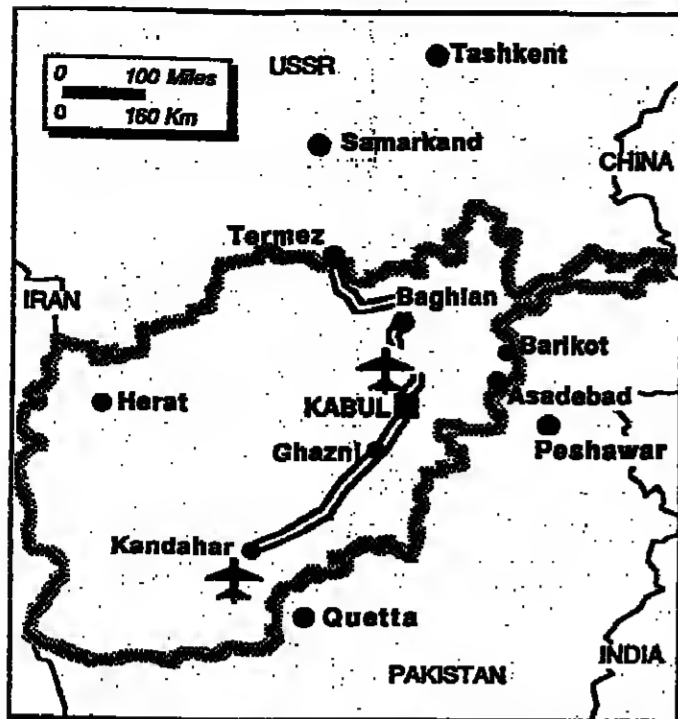 0 100 Miles
0 160 Km
USSR
Tashkent
Samarkand
CHINA
Termez
IRAN
Baghlan
Barikot
Herat
KABUL
Asadebad
Ghazni
Peshawar
Kandahar
Quetta
PAKISTAN
INDIA